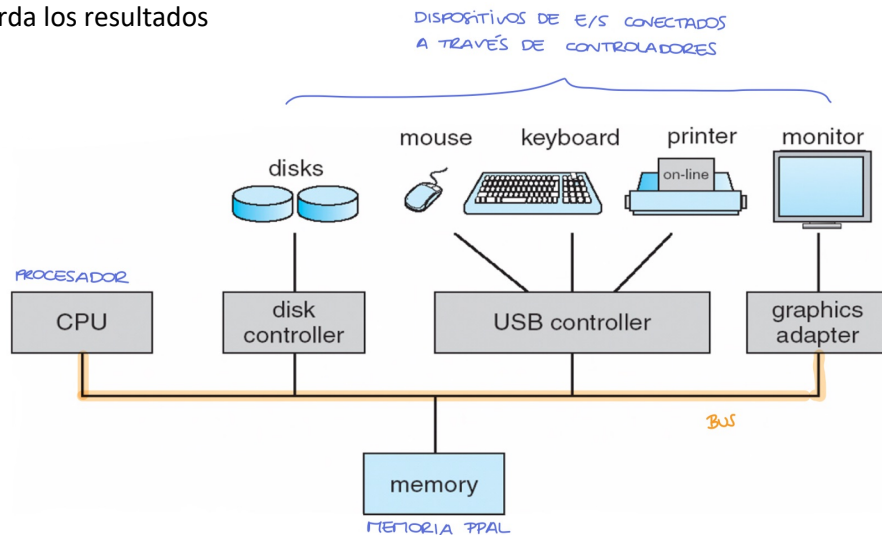 rda los resultados
DISPOSITIVOS DE E/S CONECTADOS
A TRAVÉS DE CONTROLADORES
mouse keyboard printer monitor
disks
on-line
PROCESADOR
CPU
disk
controller
USB controller
graphics
adapter
BUS
memory
MEMORIA PPAL